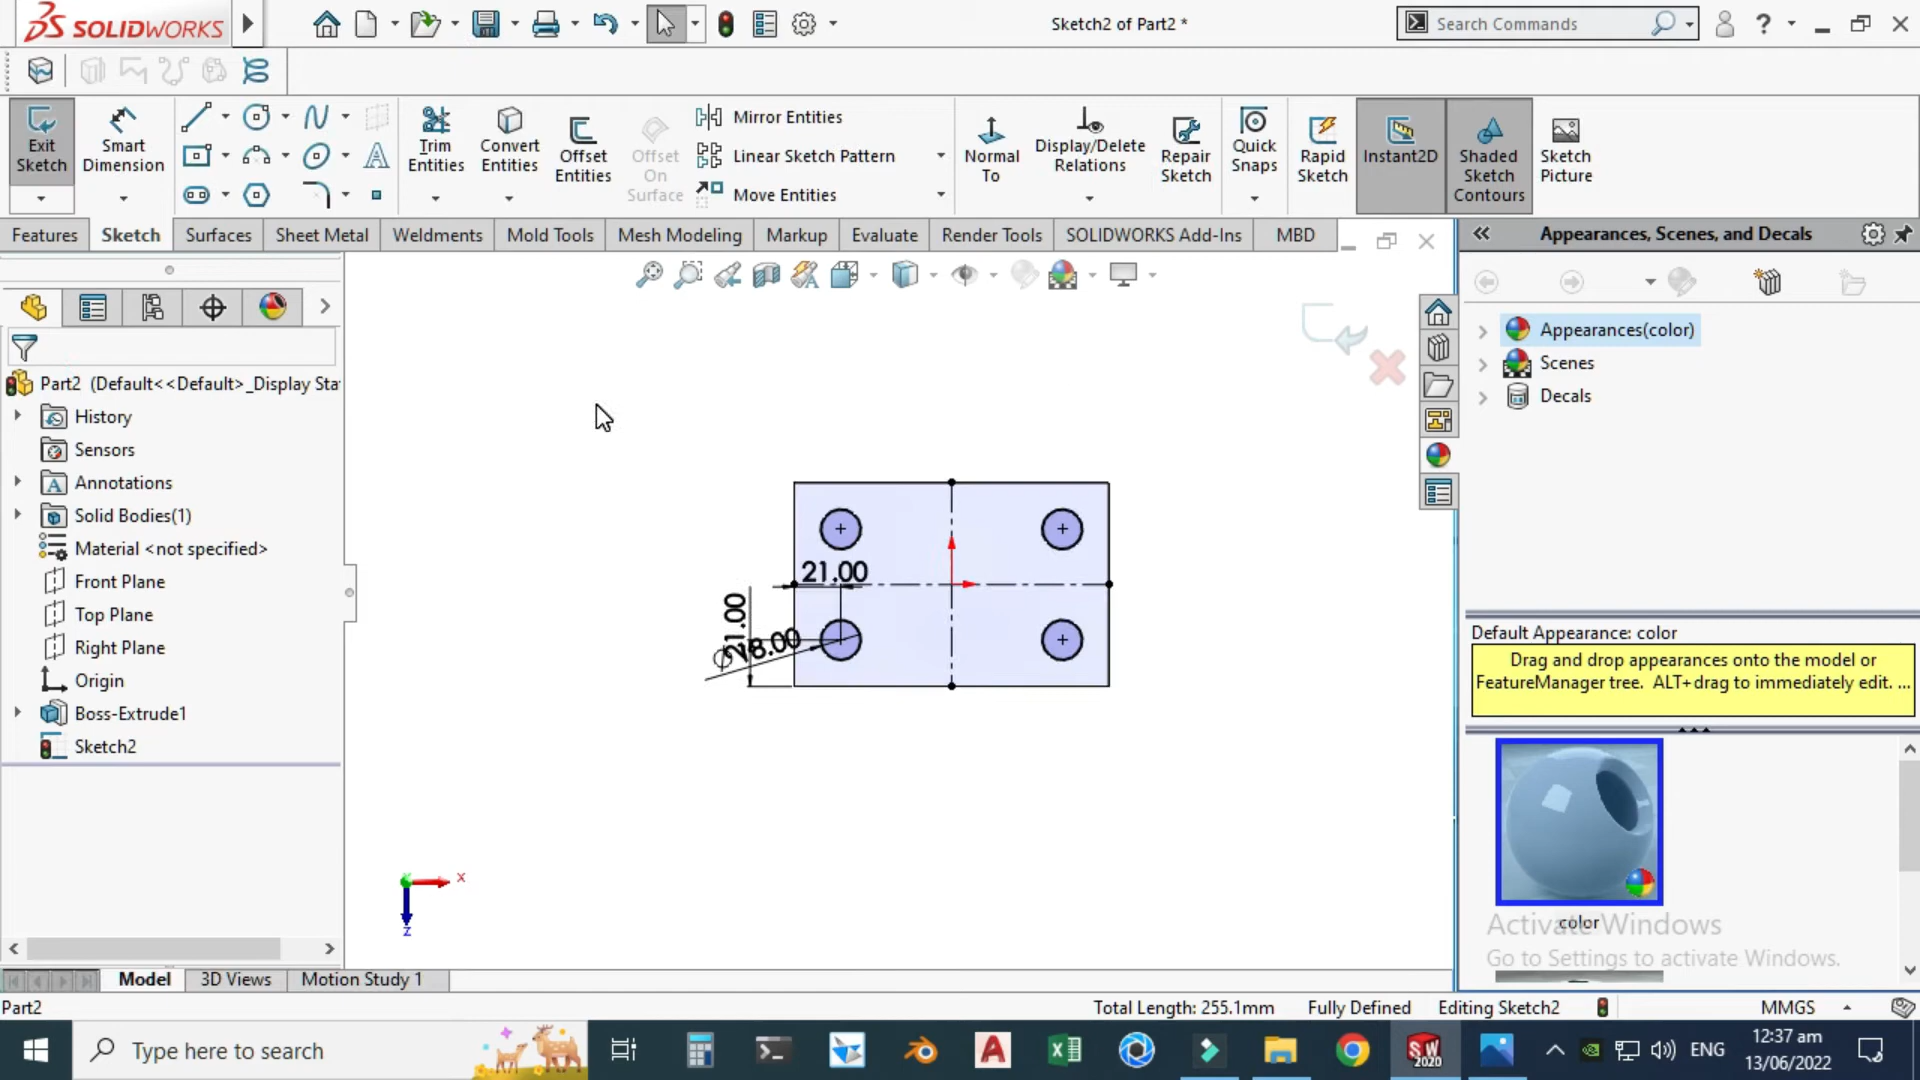 SOLIDWORKS
Sketch2 of Part2 *
Search Commands
Exit Sketch
Smart Dimension
Trim Entities
Convert Entities
Offset Entities
Offset On Surface
Mirror Entities
Linear Sketch Pattern
Move Entities
Normal To
Display/Delete Relations
Repair Sketch
Quick Snaps
Rapid Sketch
Instant2D
Shaded Sketch Contours
Sketch Picture
Features
Sketch
Surfaces
Sheet Metal
Weldments
Mold Tools
Mesh Modeling
Markup
Evaluate
Render Tools
SOLIDWORKS Add-Ins
MBD
Appearances, Scenes, and Decals
Appearances(color)
Scenes
Decals
Part2 (Default<<Default>_Display Sta
History
Sensors
Annotations
Solid Bodies(1)
Material <not specified>
Front Plane
Top Plane
Right Plane
Origin
Boss-Extrude1
Sketch2
21.00
21.00
18.00
x
z
Default Appearance: color
Drag and drop appearances onto the model or
FeatureManager tree. ALT+drag to immediately edit. ...
color
Activate Windows
Go to Settings to activate Windows.
Model
3D Views
Motion Study 1
Part2
Total Length: 255.1mm
Fully Defined
Editing Sketch2
MMGS
Type here to search
SW
2020
ENG
12:37 am
13/06/2022